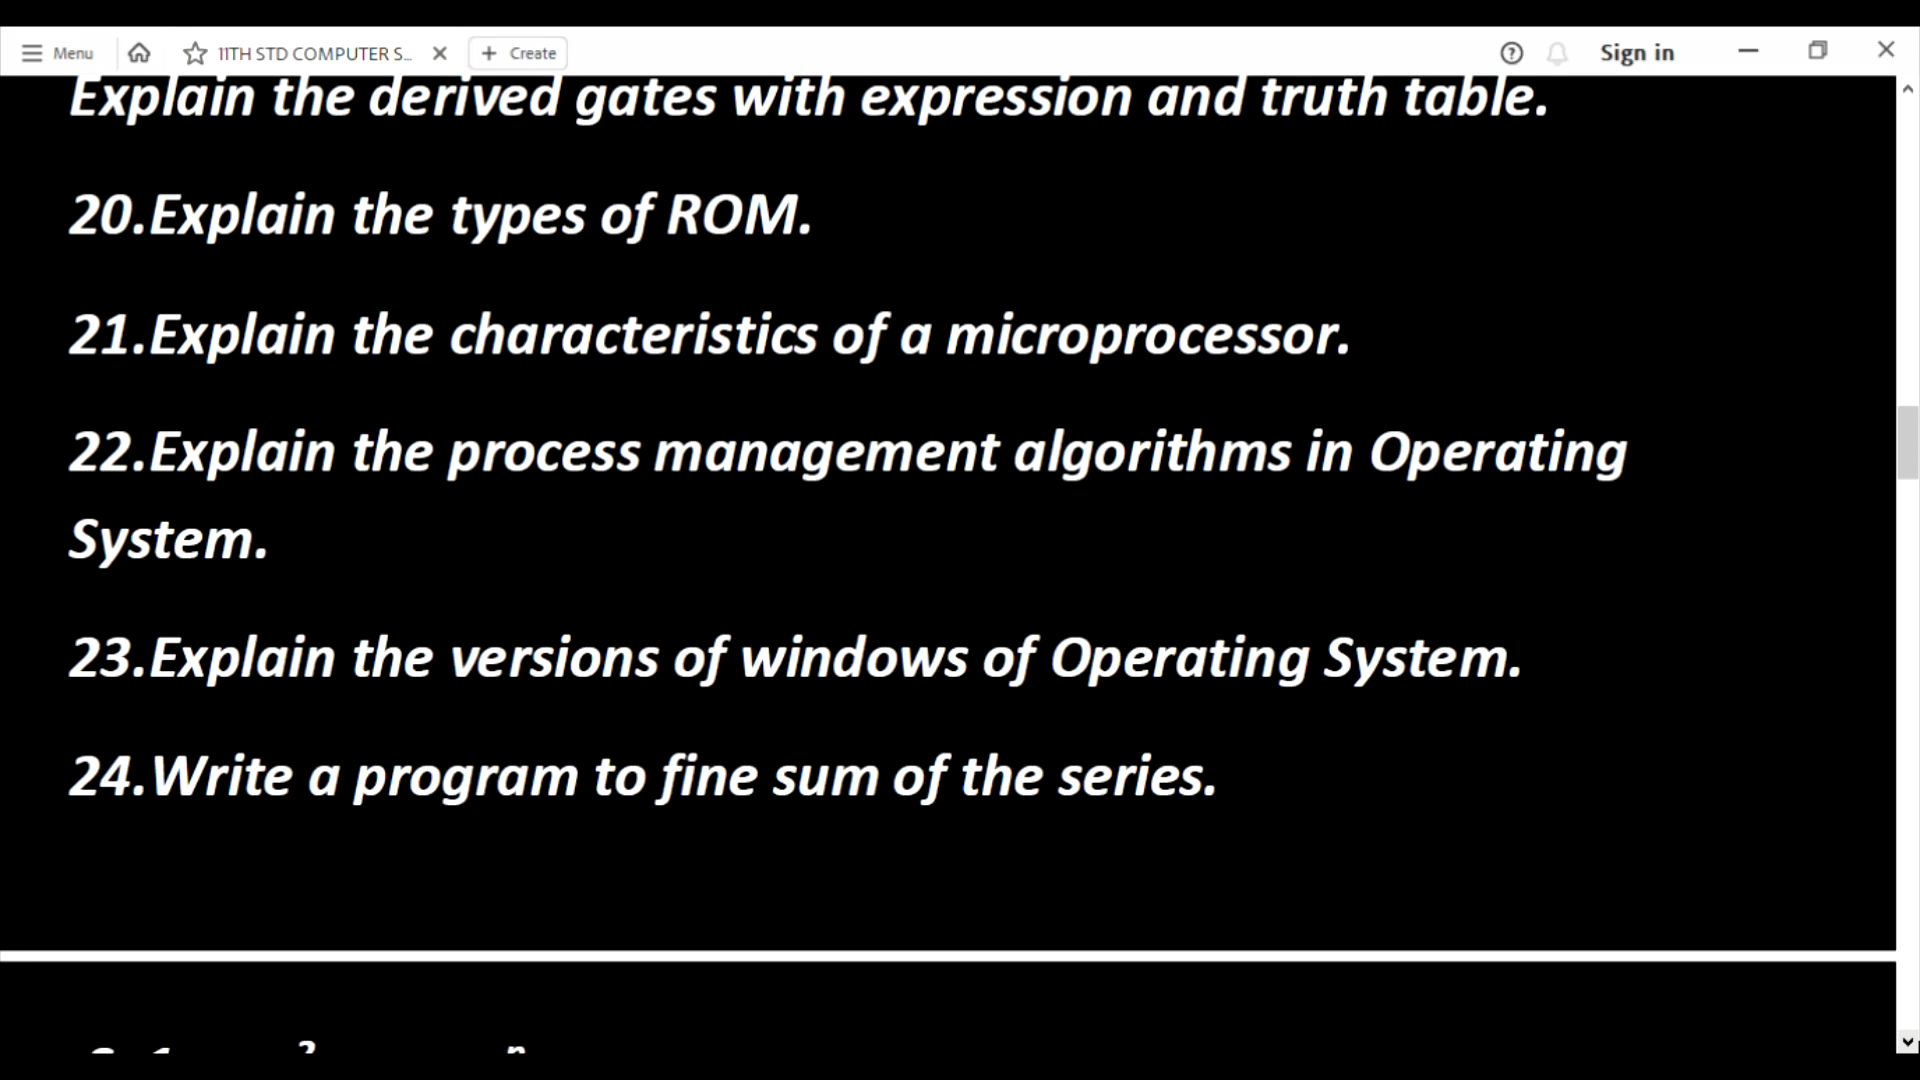 Menu
11TH STD COMPUTER S...
Create
Sign in
Explain the derived gates with expression and truth table.
20.Explain the types of ROM.
21.Explain the characteristics of a microprocessor.
22.Explain the process management algorithms in Operating
System.
23.Explain the versions of windows of Operating System.
24.Write a program to fine sum of the series.